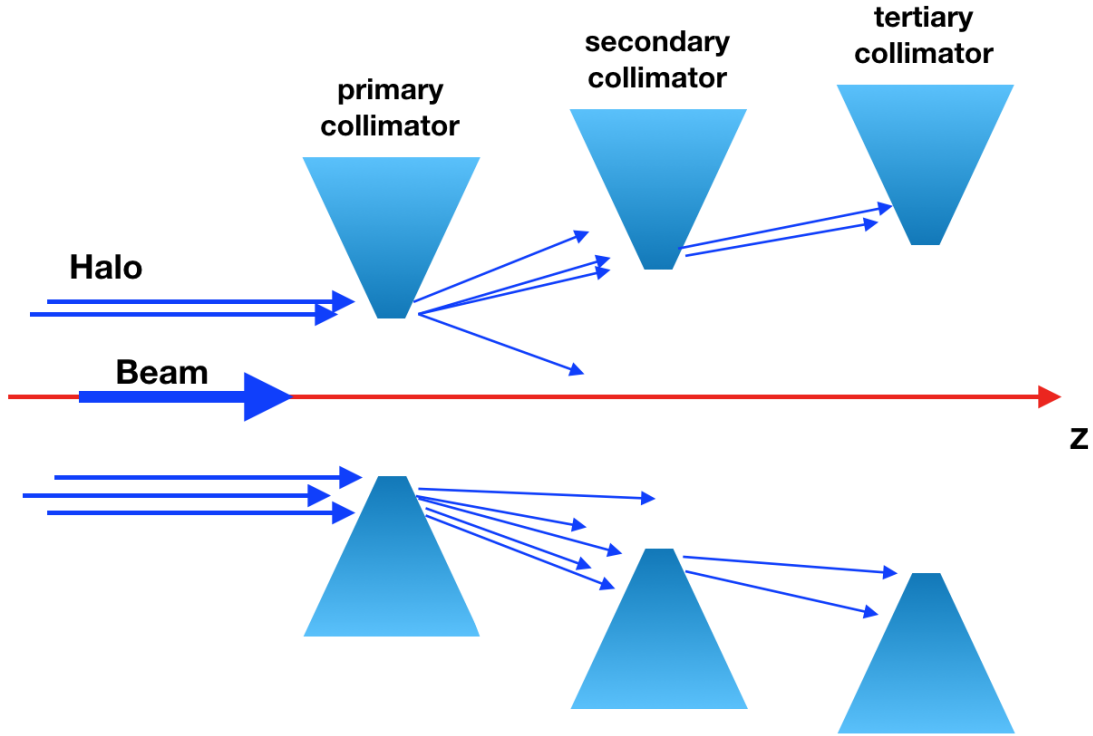 primary
collimator
secondary
collimator
tertiary
collimator
Halo
Beam
z